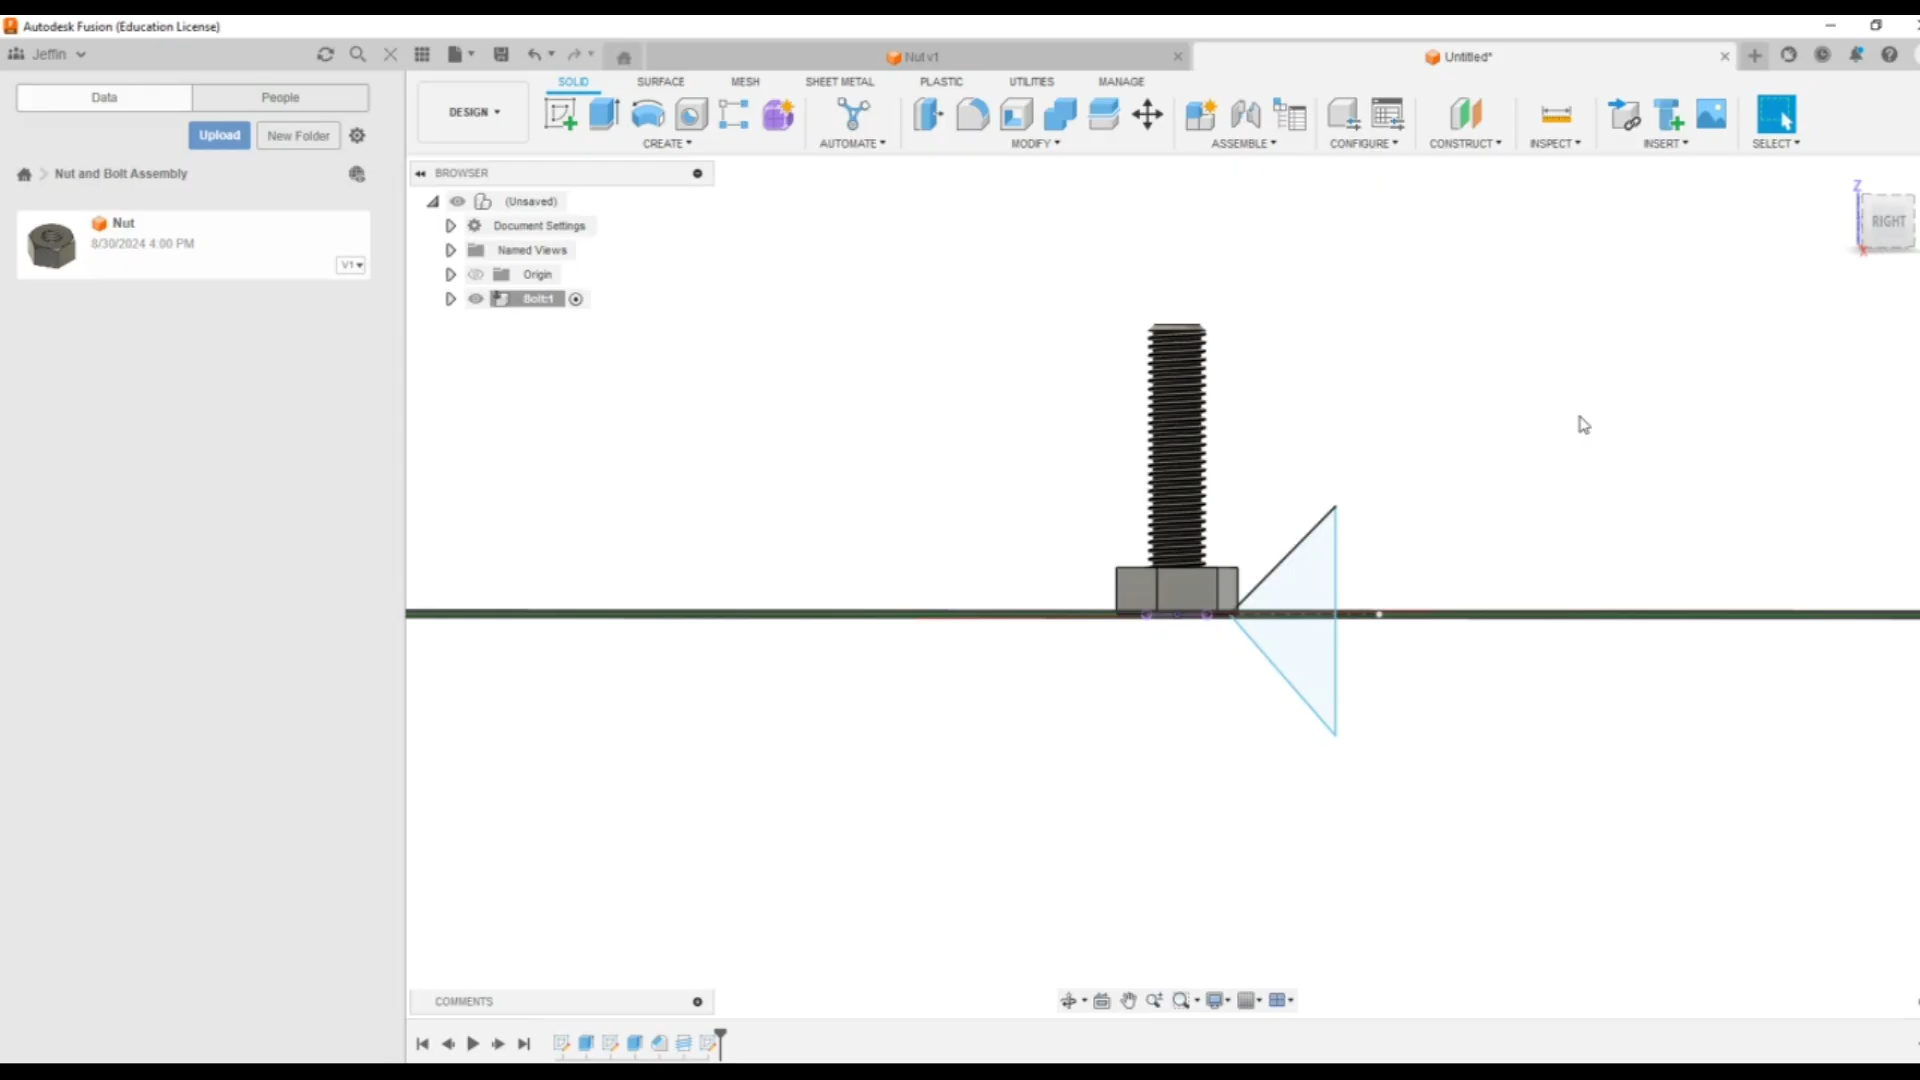 Autodesk Fusion (Education License)
Jeffin
Nut v1
Untitled*
Data
People
Upload
New Folder
Nut and Bolt Assembly
Nut
8/30/2024 4:00 PM
V1
DESIGN
SOLID
SURFACE
MESH
SHEET METAL
PLASTIC
UTILITIES
MANAGE
CREATE
AUTOMATE
MODIFY
ASSEMBLE
CONFIGURE
CONSTRUCT
INSPECT
INSERT
SELECT
BROWSER
(Unsaved)
Document Settings
Named Views
Origin
Bolt:1
Z
RIGHT
X
COMMENTS